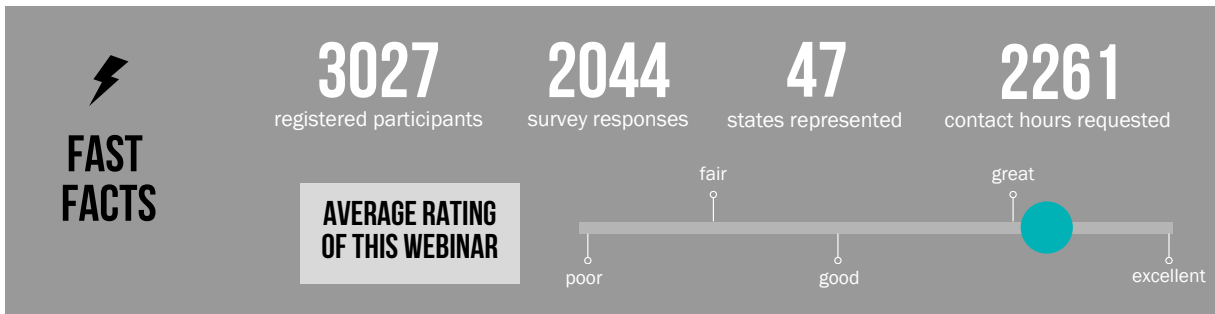 FAST
FACTS
3027
registered participants
2044
survey responses
47
states represented
2261
contact hours requested
AVERAGE RATING
OF THIS WEBINAR
poor
fair
good
great
excellent